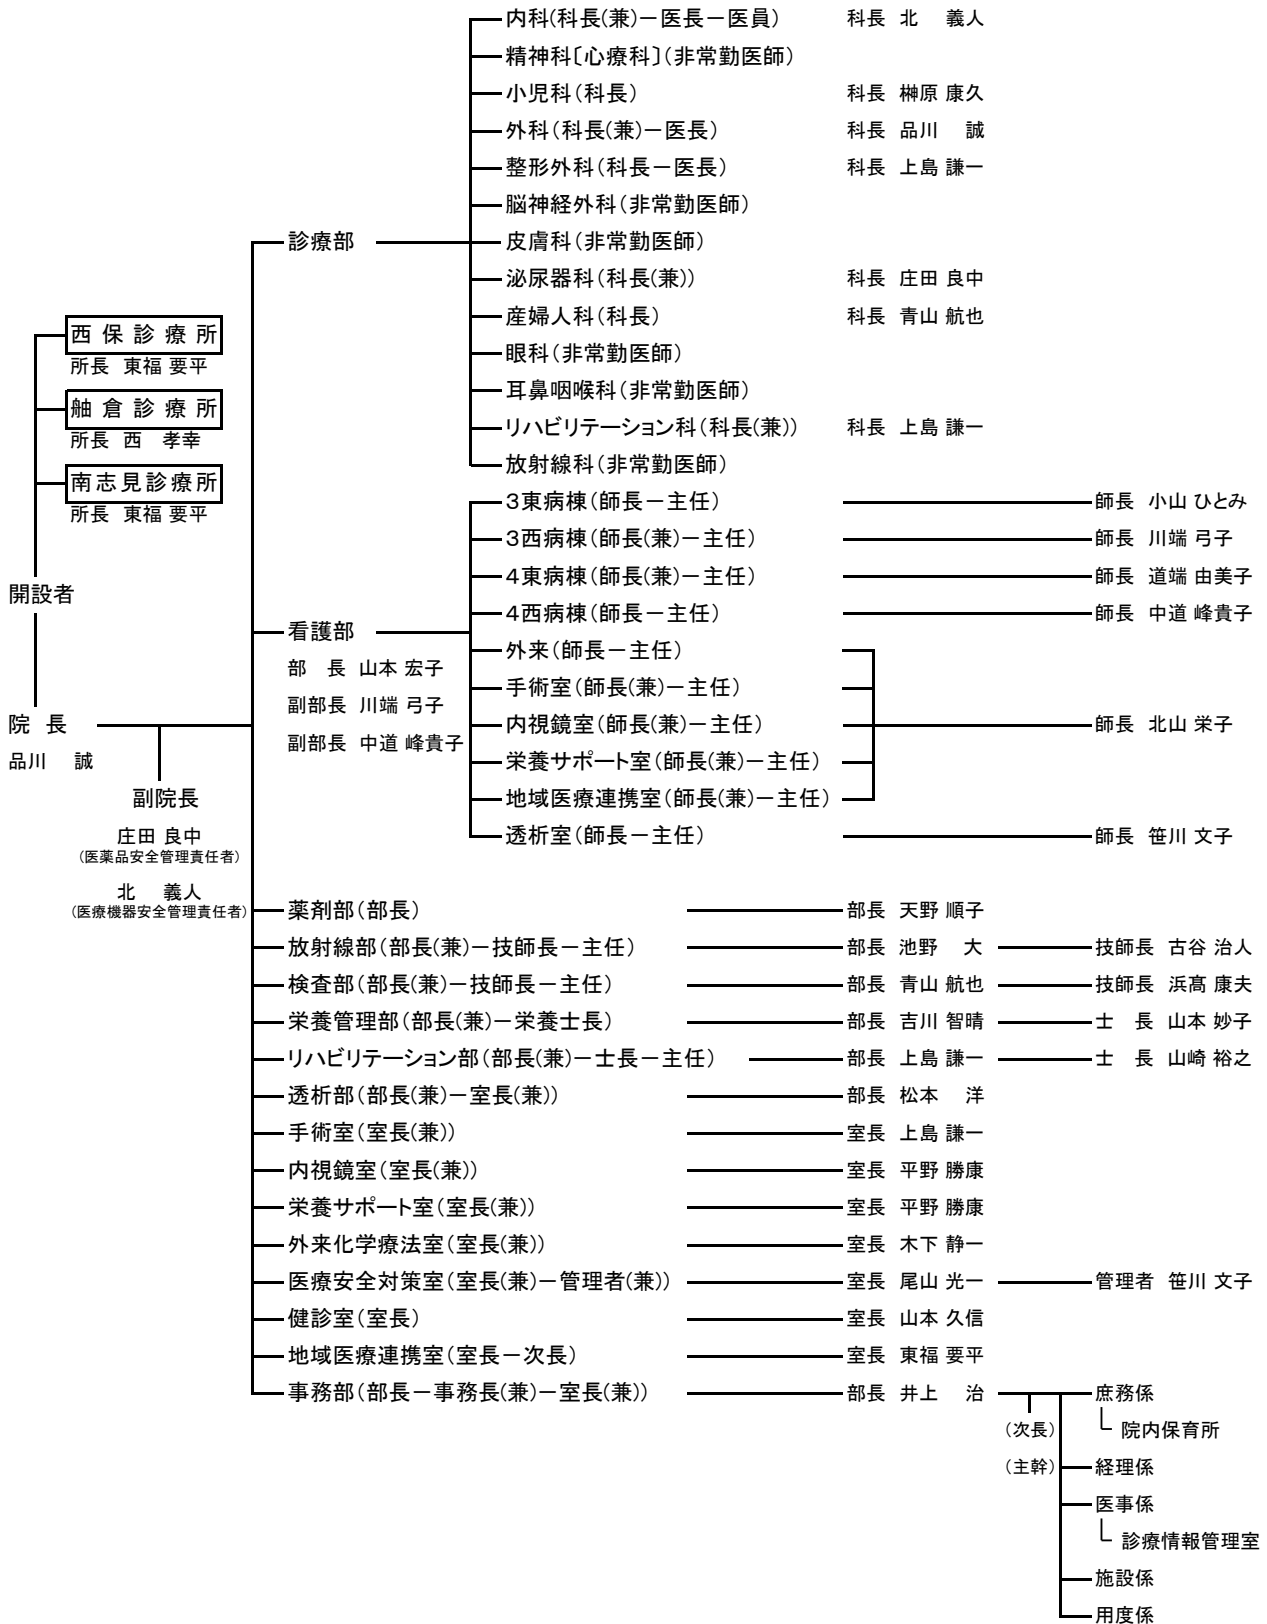 内科(科長(兼)－医長－医員) 科長 北　義人
精神科〔心療科〕(非常勤医師)
小児科(科長) 科長 榊原 康久
外科(科長(兼)－医長) 科長 品川　誠
整形外科(科長－医長) 科長 上島 謙一
脳神経外科(非常勤医師)
診療部
皮膚科(非常勤医師)
泌尿器科(科長(兼)) 科長 庄田 良中
産婦人科(科長) 科長 青山 航也
眼科(非常勤医師)
耳鼻咽喉科(非常勤医師)
リハビリテーション科(科長(兼)) 科長 上島 謙一
放射線科(非常勤医師)
西保診療所
所長 東福 要平
舳倉診療所
所長 西　孝幸
南志見診療所
所長 東福 要平
開設者
院長
品川　誠
副院長
庄田 良中
(医薬品安全管理責任者)
北　義人
(医療機器安全管理責任者)
看護部
部　長 山本 宏子
副部長 川端 弓子
副部長 中道 峰貴子
3東病棟(師長－主任) 師長 小山 ひとみ
3西病棟(師長(兼)－主任) 師長 川端 弓子
4東病棟(師長(兼)－主任) 師長 道端 由美子
4西病棟(師長－主任) 師長 中道 峰貴子
外来(師長－主任)
手術室(師長(兼)－主任)
内視鏡室(師長(兼)－主任) 師長 北山 栄子
栄養サポート室(師長(兼)－主任)
地域医療連携室(師長(兼)－主任)
透析室(師長－主任) 師長 笹川 文子
薬剤部(部長) 部長 天野 順子
放射線部(部長(兼)－技師長－主任) 部長 池野　大 技師長 古谷 治人
検査部(部長(兼)－技師長－主任) 部長 青山 航也 技師長 浜髙 康夫
栄養管理部(部長(兼)－栄養士長) 部長 吉川 智晴 士　長 山本 妙子
リハビリテーション部(部長(兼)－士長－主任) 部長 上島 謙一 士　長 山崎 裕之
透析部(部長(兼)－室長(兼)) 部長 松本　洋
手術室(室長(兼)) 室長 上島 謙一
内視鏡室(室長(兼)) 室長 平野 勝康
栄養サポート室(室長(兼)) 室長 平野 勝康
外来化学療法室(室長(兼)) 室長 木下 静一
医療安全対策室(室長(兼)－管理者(兼)) 室長 尾山 光一 管理者 笹川 文子
健診室(室長) 室長 山本 久信
地域医療連携室(室長－次長) 室長 東福 要平
事務部(部長－事務長(兼)－室長(兼)) 部長 井上　治 庶務係
(次長) 院内保育所
(主幹) 経理係
医事係
診療情報管理室
施設係
用度係